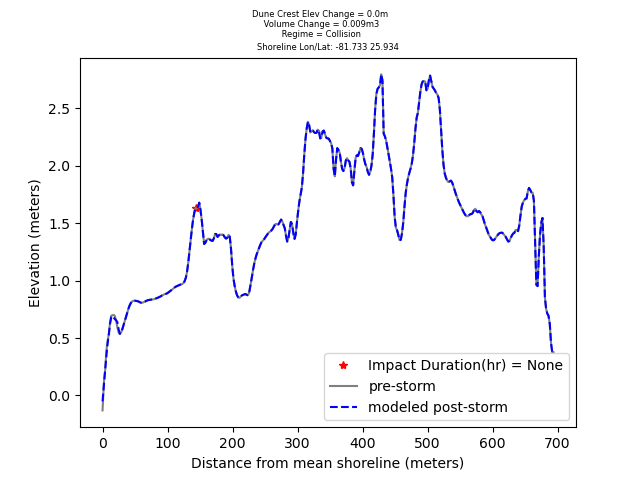 Dune Crest Elev Change = 0.0m
Volume Change = 0.009m3
Regime = Collision
Shoreline Lon/Lat: -81.733 25.934
Elevation (meters)
2.5
2.0
1.5
1.0
0.5
0.0
Impact Duration(hr) = None
pre-storm
modeled post-storm
0 100 200 300 400 500 600 700
Distance from mean shoreline (meters)